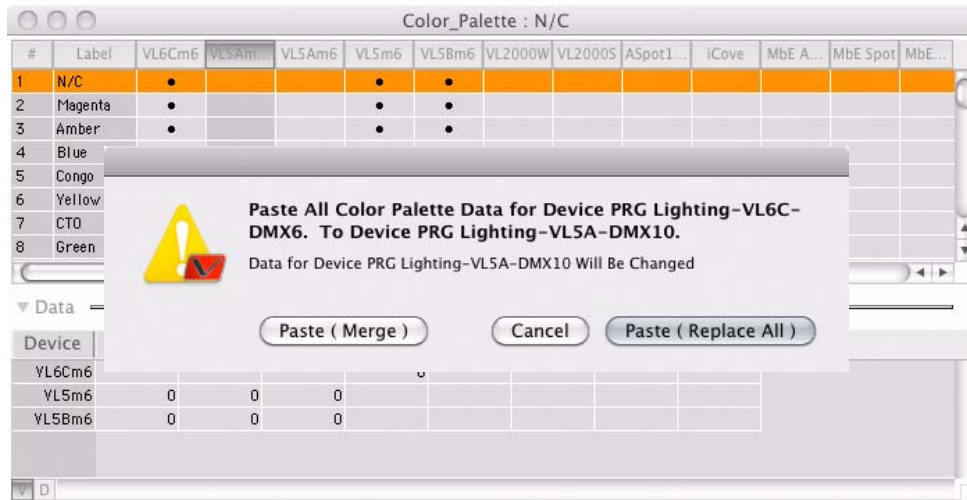 Color_Palette : N/C
# Label VL6Cm6 VL5Am... VL5Am6 VL5m6 VL5Bm6 VL2000W VL2000S ASpot1... iCove MbE A... MbE Spot MbE...
1 N/C • • •
2 Magenta • • •
3 Amber • • •
4 Blue
5 Congo
6 Yellow
7 CTO
8 Green
Paste All Color Palette Data for Device PRG Lighting-VL6C-
DMX6. To Device PRG Lighting-VL5A-DMX10.
Data for Device PRG Lighting-VL5A-DMX10 Will Be Changed
Paste ( Merge ) Cancel Paste ( Replace All )
Data
Device
VL6Cm6 0
VL5m6 0 0 0
VL5Bm6 0 0 0
V D